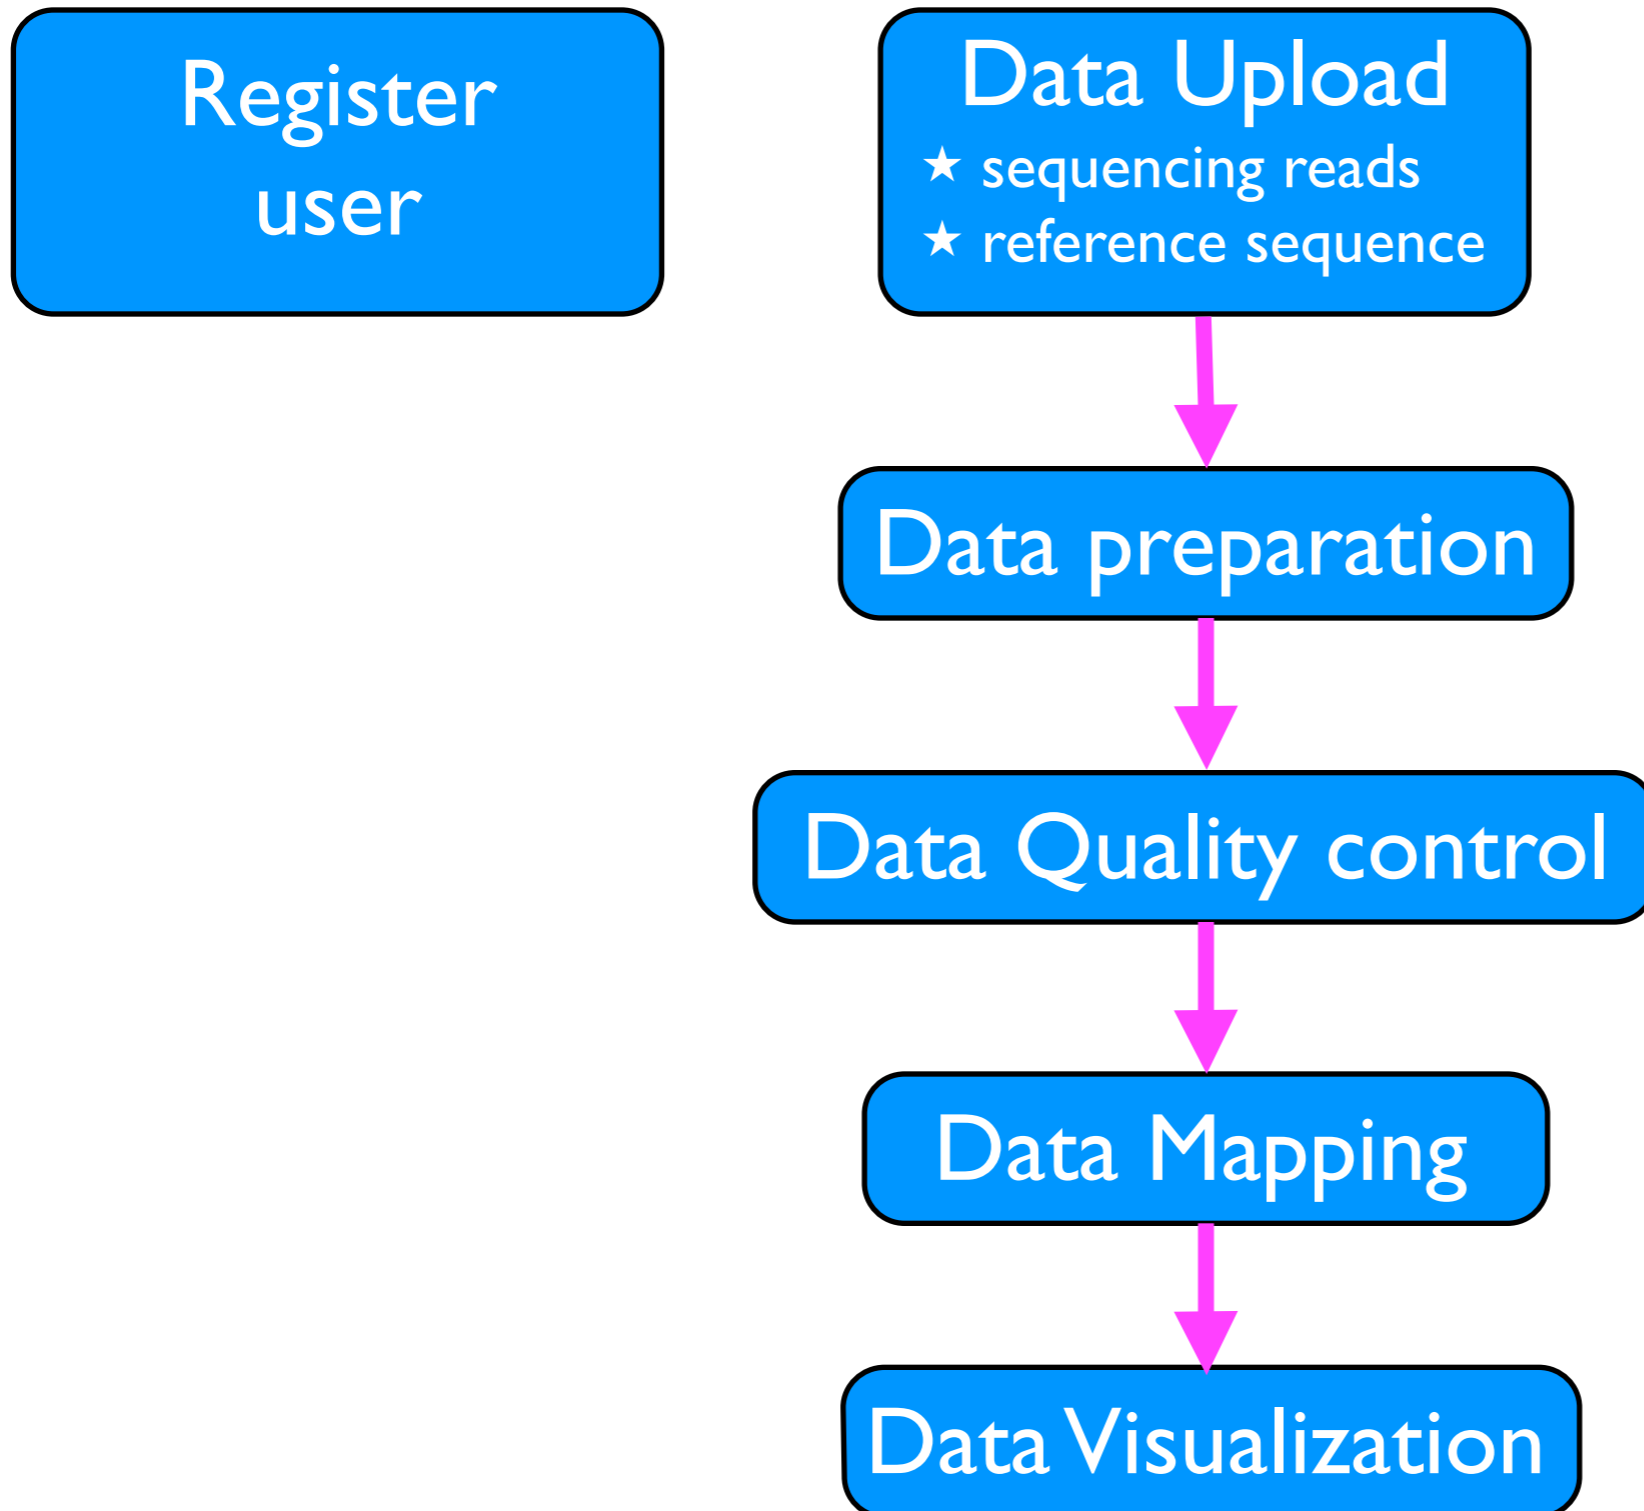 Register
user
Data Upload
★ sequencing reads
★ reference sequence
Data preparation
Data Quality control
Data Mapping
Data Visualization